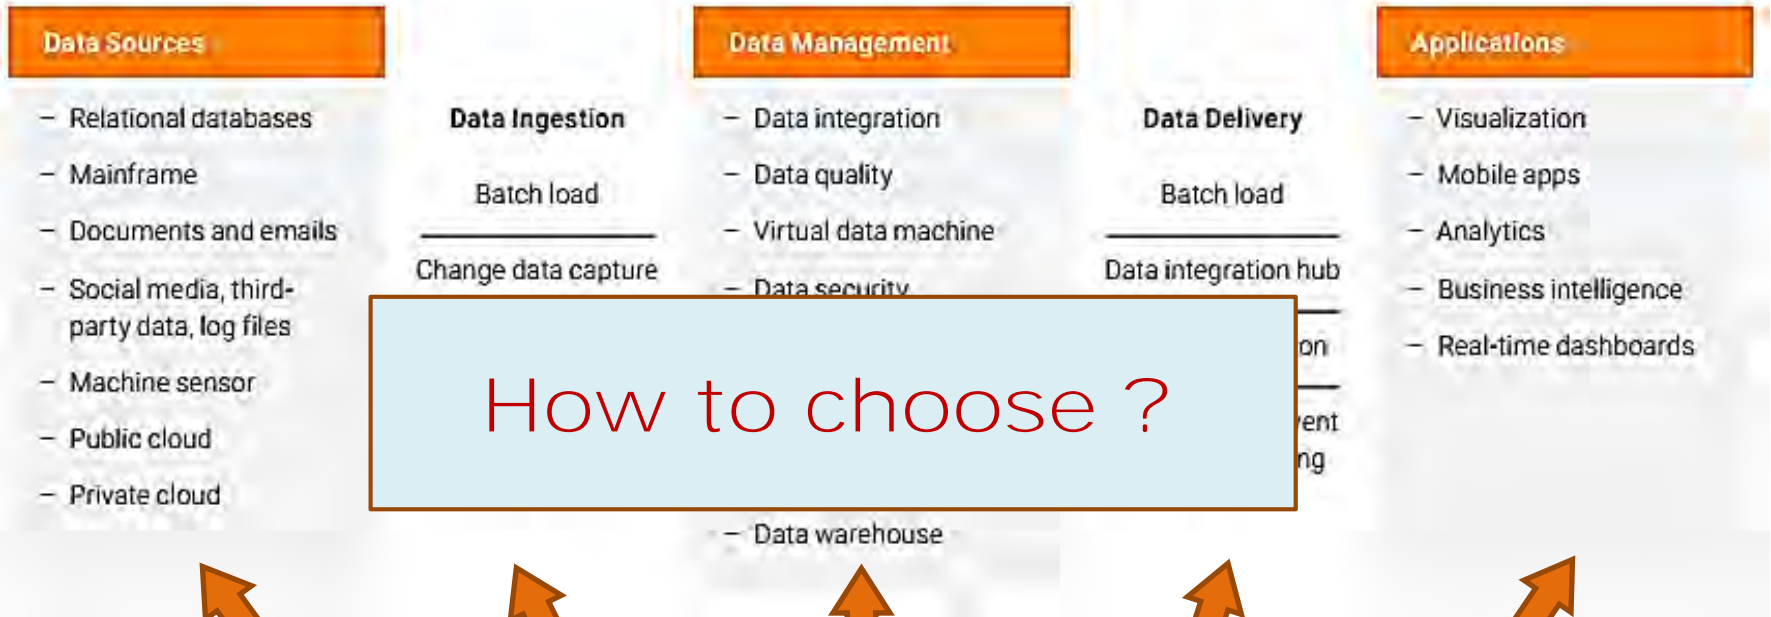 Data Sources
– Relational databases
– Mainframe
– Documents and emails
– Social media, third-
party data, log files
– Machine sensor
– Public cloud
– Private cloud
Data Ingestion
Batch load
Change data capture
Data Management
– Data integration
– Data quality
– Virtual data machine
– Data security
– Data warehouse
Data Delivery
Batch load
Data integration hub
on
ent
ng
Applications
– Visualization
– Mobile apps
– Analytics
– Business intelligence
– Real-time dashboards
How to choose ?